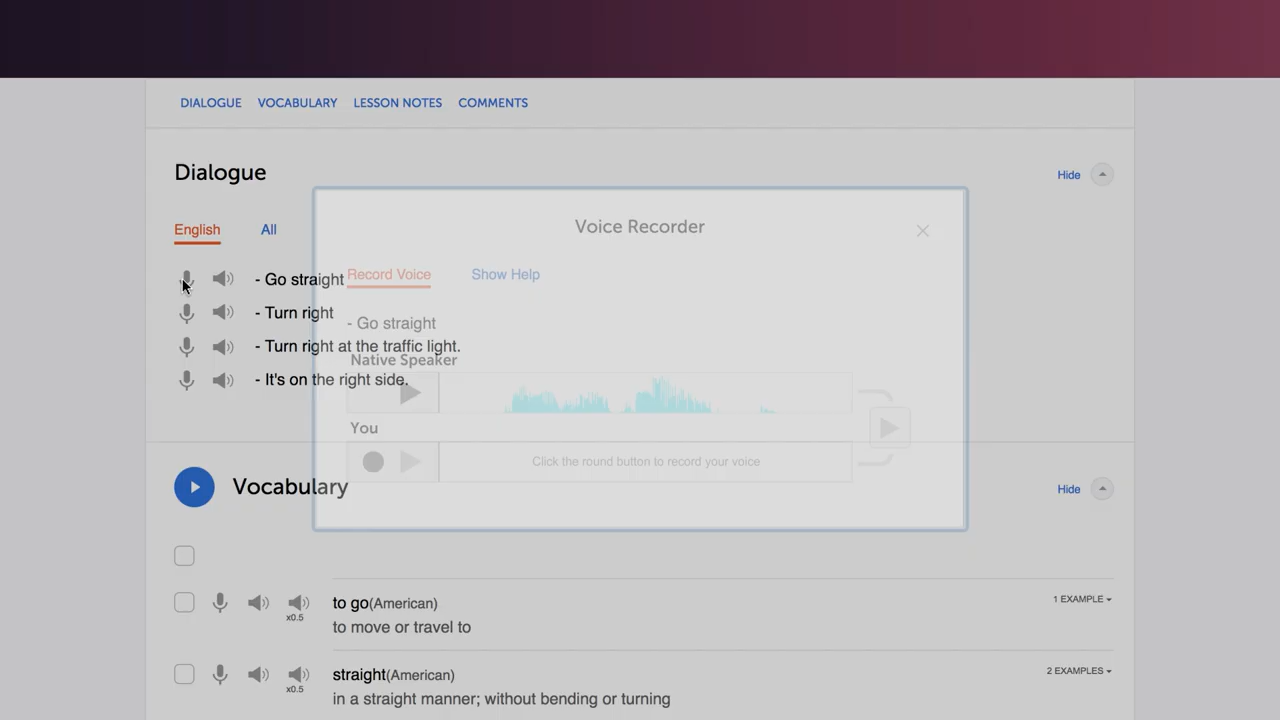 DIALOGUE VOCABULARY LESSON NOTES COMMENTS
Dialogue
Hide
English All
- Go straight
- Turn right
- Turn right at the traffic light.
- It's on the right side.
Voice Recorder
Record Voice Show Help
- Go straight
Native Speaker
You
Click the round button to record your voice
Vocabulary
Hide
to go(American)
1 EXAMPLE
x0.5
to move or travel to
straight(American)
2 EXAMPLES
x0.5
in a straight manner; without bending or turning